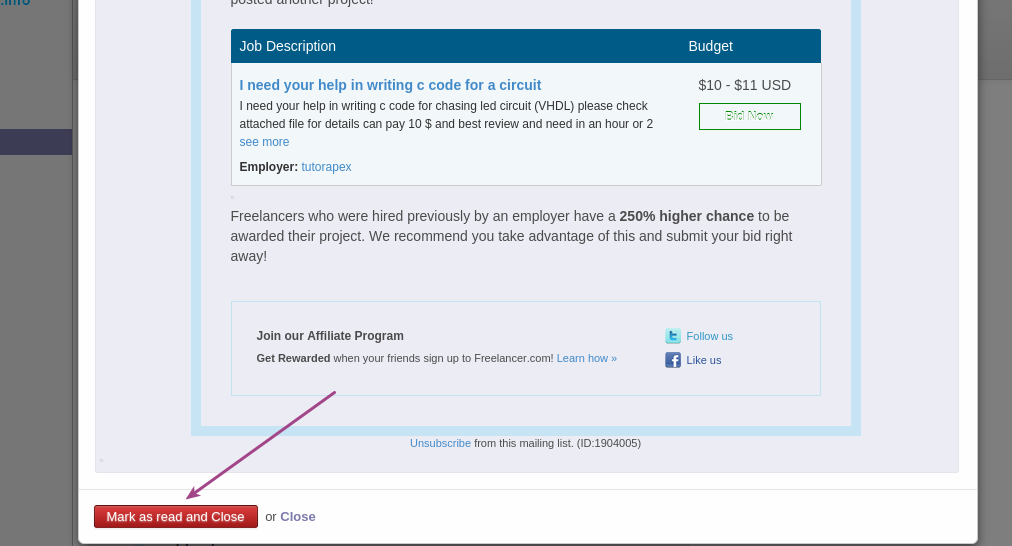 .info
posted another project!
Job Description Budget
I need your help in writing c code for a circuit $10 - $11 USD
I need your help in writing c code for chasing led circuit (VHDL) please check
Bid Now
attached file for details can pay 10 $ and best review and need in an hour or 2
see more
Employer: tutorapex
Freelancers who were hired previously by an employer have a 250% higher chance to be
awarded their project. We recommend you take advantage of this and submit your bid right
away!
Join our Affiliate Program
Follow us
Get Rewarded when your friends sign up to Freelancer.com! Learn how »
Like us
Unsubscribe from this mailing list. (ID:1904005)
Mark as read and Close or Close